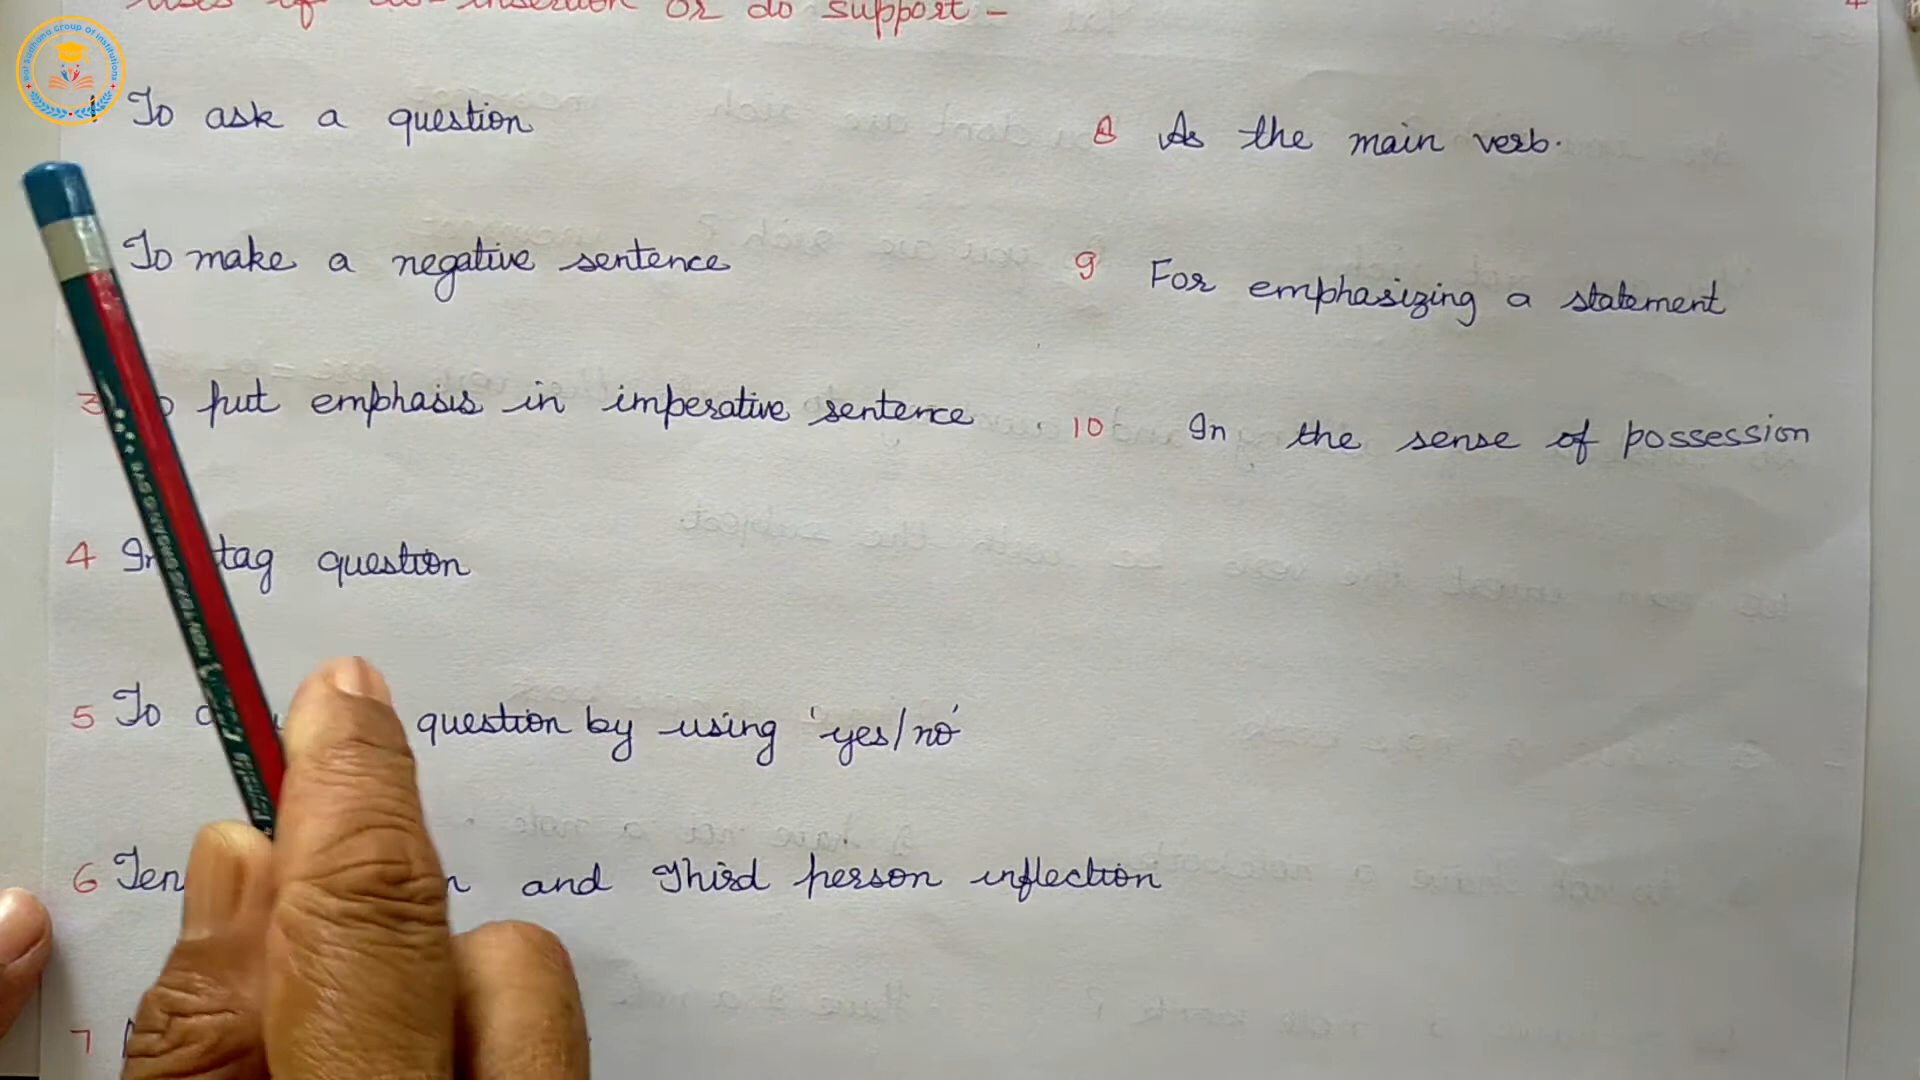 Uses of do-insertion or do support -
1 To ask a question
To make a negative sentence
3 put emphasis in imperative sentence
4 In tag question
5 To question by using 'yes/no'
6 and Third person inflection
7
8 As the main verb.
9 For emphasizing a statement
10 In the sense of possession